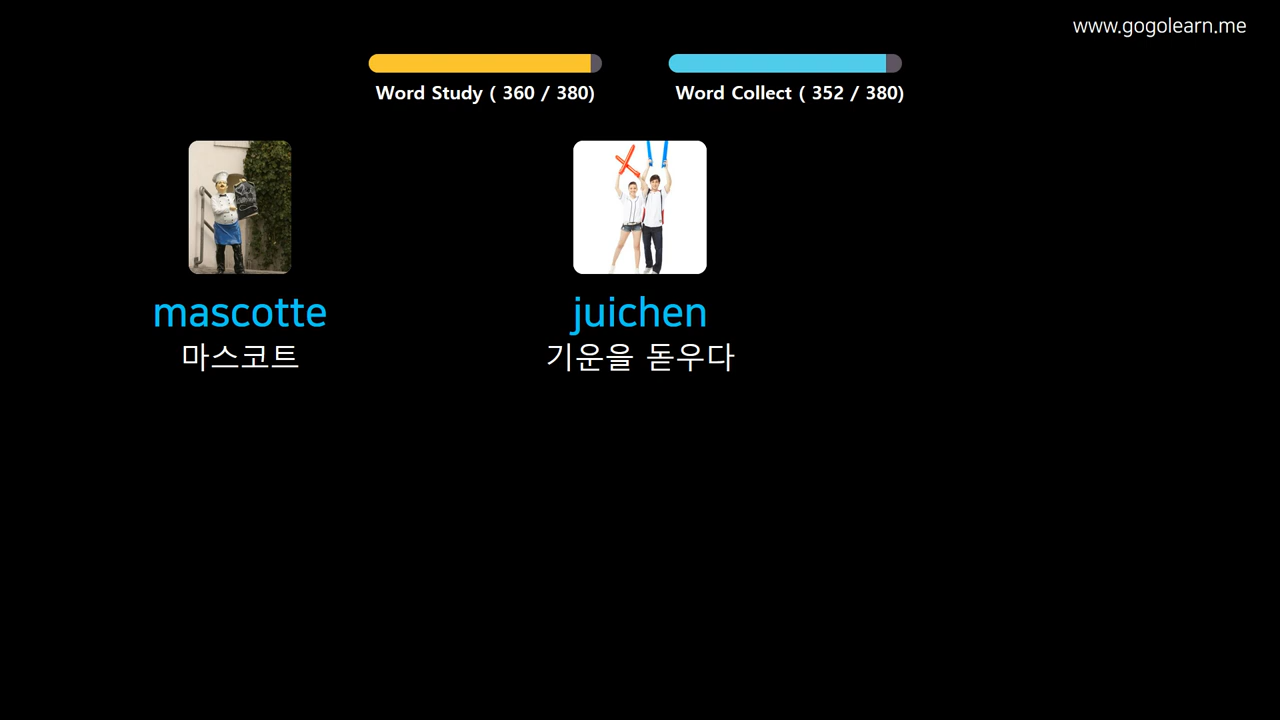 www.gogolearn.me
Word Study ( 360 / 380)
Word Collect ( 352 / 380)
mascotte
마스코트
juichen
기운을 돋우다